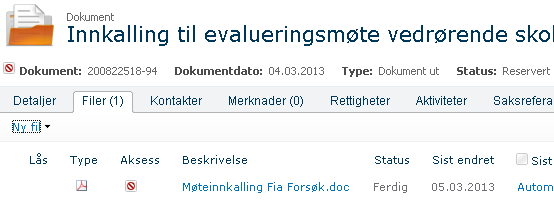 Dokument
Innkalling til evalueringsmøte vedrørende
Dokument: 200822518-94 Dokumentdato: 04.03.2013 Type: Dokument ut Status: Reservert
Detaljer Filer (1) Kontakter Merknader (0) Rettigheter Aktiviteter Saksrefera
Ny fil
Lås Type Aksess Beskrivelse Status Sist endret Sist
Møteinnkalling Fia Forsøk.doc Ferdig 05.03.2013 Autom